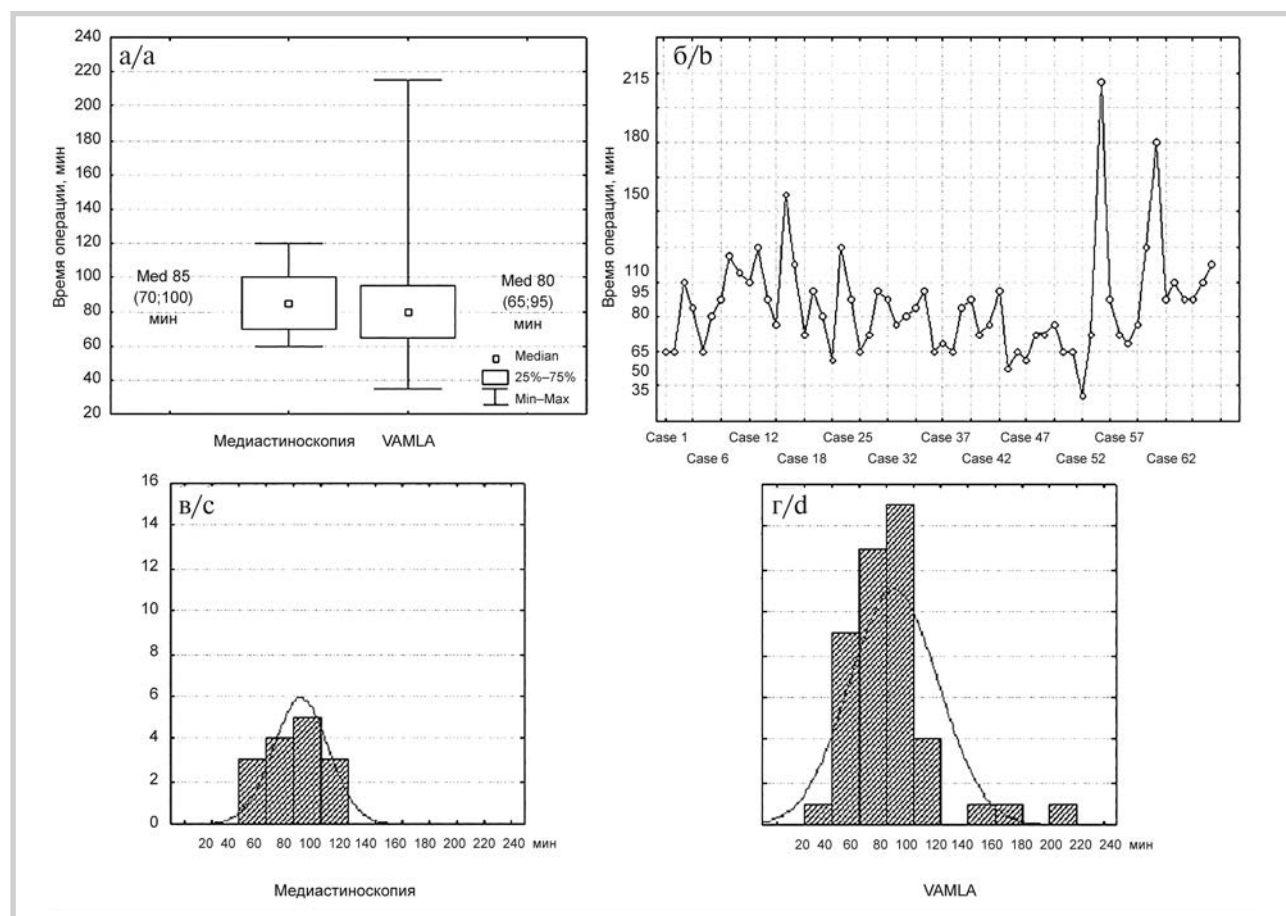 а/a
240
220
200
180
160
140
120
100
80
60
40
20
Время операции, мин
Med 85
(70;100)
мин
Med 80
(65;95)
мин
Median
25%–75%
Min–Max
Медиастиноскопия
VAMLA
б/b
215
180
150
110
95
80
65
50
35
Время операции, мин
Case 1
Case 12
Case 25
Case 37
Case 47
Case 57
Case 6
Case 18
Case 32
Case 42
Case 52
Case 62
в/c
16
14
12
10
8
6
4
2
0
20 40 60 80 100 120 140 160 180 200 220 240 мин
Медиастиноскопия
г/d
20 40 60 80 100 120 140 160 180 200 220 240 мин
VAMLA